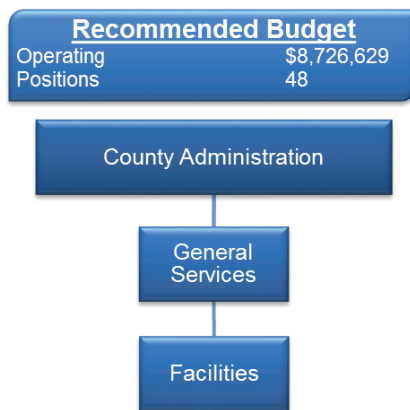 Recommended Budget
Operating $8,726,629
Positions 48
County Administration
General
Services
Facilities